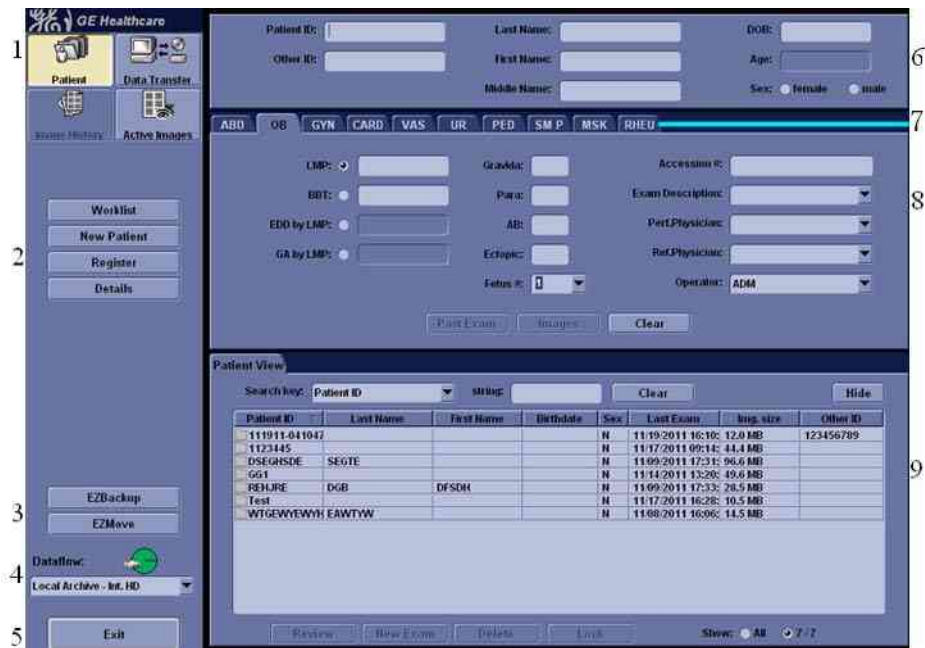 GE Healthcare
1
Patient
Data Transfer
Active Images
2
Worklist
New Patient
Register
Details
3
EZBackup
EZMove
4
Dataflow:
Local Archive - Int. HD
5
Exit
Patient ID:
Last Name:
DOB:
Other ID:
First Name:
Age:
6
Middle Name:
Sex: female male
ABD OB GYN CARD VAS UR PED SM P MSK RHEU
7
LMP:
Gravida:
Accession #:
BBT:
Para:
Exam Description:
8
EDD by LMP:
AB:
Perf.Physician:
GA by LMP:
Ectopic:
Ref.Physician:
Fetus #: 1
Operator: ADM
Past Exam Images Clear
Patient View
Search key: Patient ID string: Clear Hide
Patient ID Last Name First Name Birthdate Sex Last Exam Img. size Other ID
111911-041047 N 11/19/2011 16:10: 12.0 MB 123456789
1123445 N 11/17/2011 09:14: 44.4 MB
DSEGHSDE SEGTE N 11/09/2011 17:31: 96.6 MB
GG1 N 11/14/2011 13:20: 49.6 MB
REHJRE DGB DFSDH N 11/09/2011 17:33: 28.5 MB
Test N 11/17/2011 16:28: 10.5 MB
WTGEWYEWYH EAWTYW N 11/08/2011 16:06: 14.5 MB
9
Review New Exam Delete Lock Show: All 7 / 7